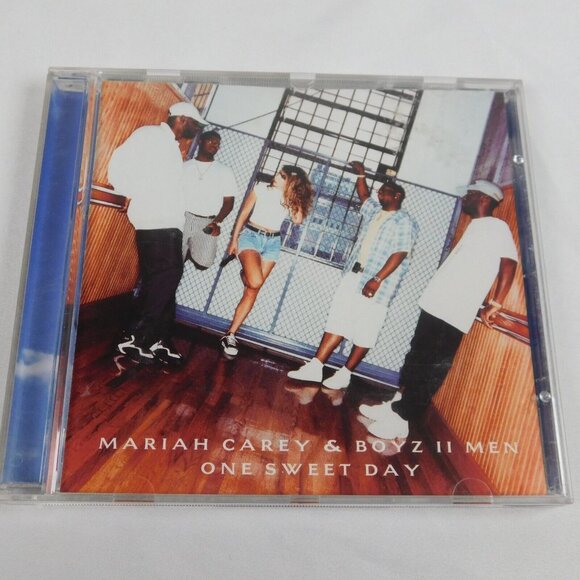 MARIAH CAREY & BOYZ II MEN
ONE SWEET DAY